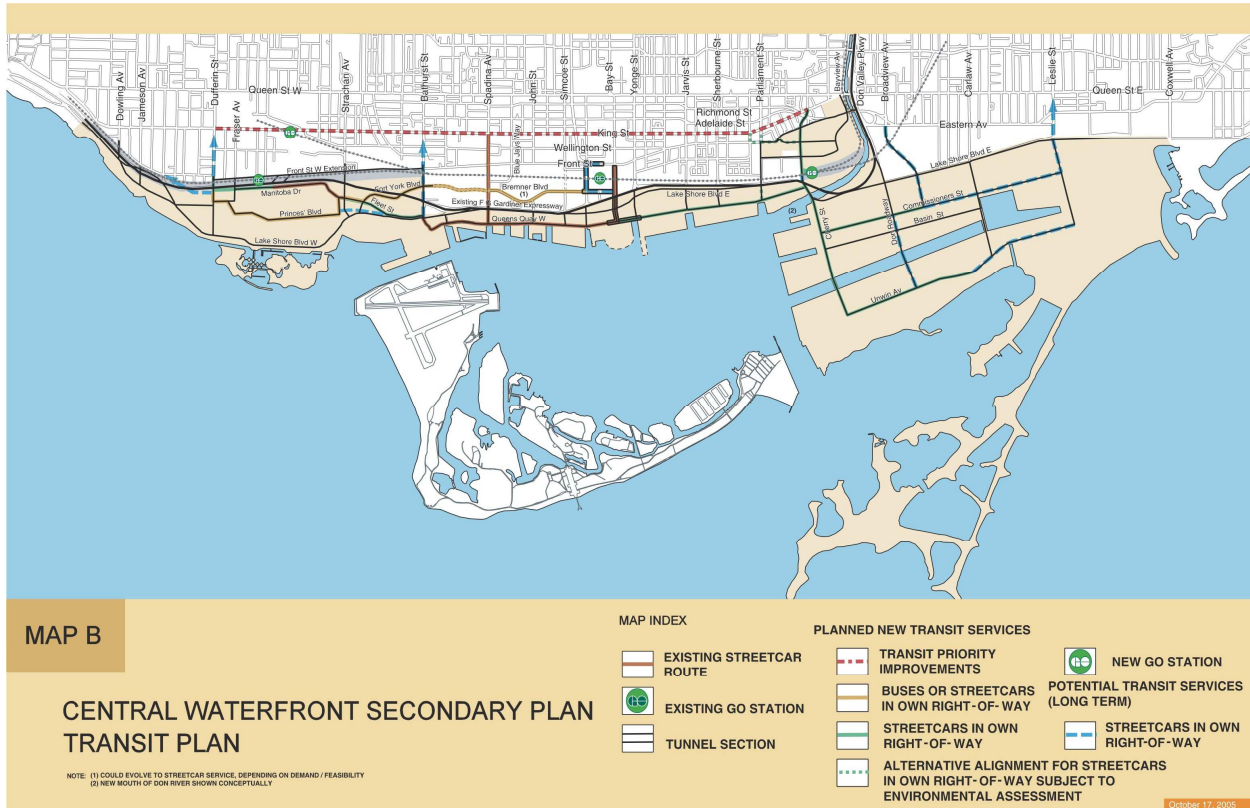 Dowling Av
Jameson Av
Dufferin St
Fraser Av
Queen St W
Strachan Av
Bathurst St
Spadina Av
Blue Jays Way
John St
Simcoe St
Bay St
Yonge St
Jarvis St
Sherbourne St
Parliament St
Bayview Av
Don Valley Pkwy
Broadview Av
Carlaw Av
Leslie St
Queen St E
Coxwell Av
Richmond St
Adelaide St
King St
Wellington St
Front St
Eastern Av
GO
GO
GO
GO
Front St W Extension
Manitoba Dr
Fort York Blvd
Bremner Blvd
(1)
Existing F G Gardiner Expressway
Lake Shore Blvd E
Lake Shore Blvd E
Princes' Blvd
Fleet St
Queens Quay W
Lake Shore Blvd W
(2)
Cherry St
Don Roadway
Commissioners St
Basin St
Unwin Av
MAP B
CENTRAL WATERFRONT SECONDARY PLAN
TRANSIT PLAN
NOTE: (1) COULD EVOLVE TO STREETCAR SERVICE, DEPENDING ON DEMAND / FEASIBILITY
(2) NEW MOUTH OF DON RIVER SHOWN CONCEPTUALLY
MAP INDEX
EXISTING STREETCAR
ROUTE
GO
EXISTING GO STATION
TUNNEL SECTION
PLANNED NEW TRANSIT SERVICES
TRANSIT PRIORITY
IMPROVEMENTS
BUSES OR STREETCARS
IN OWN RIGHT-OF-WAY
STREETCARS IN OWN
RIGHT-OF-WAY
ALTERNATIVE ALIGNMENT FOR STREETCARS
IN OWN RIGHT-OF-WAY SUBJECT TO
ENVIRONMENTAL ASSESSMENT
GO
NEW GO STATION
POTENTIAL TRANSIT SERVICES
(LONG TERM)
STREETCARS IN OWN
RIGHT-OF-WAY
October 17, 2005